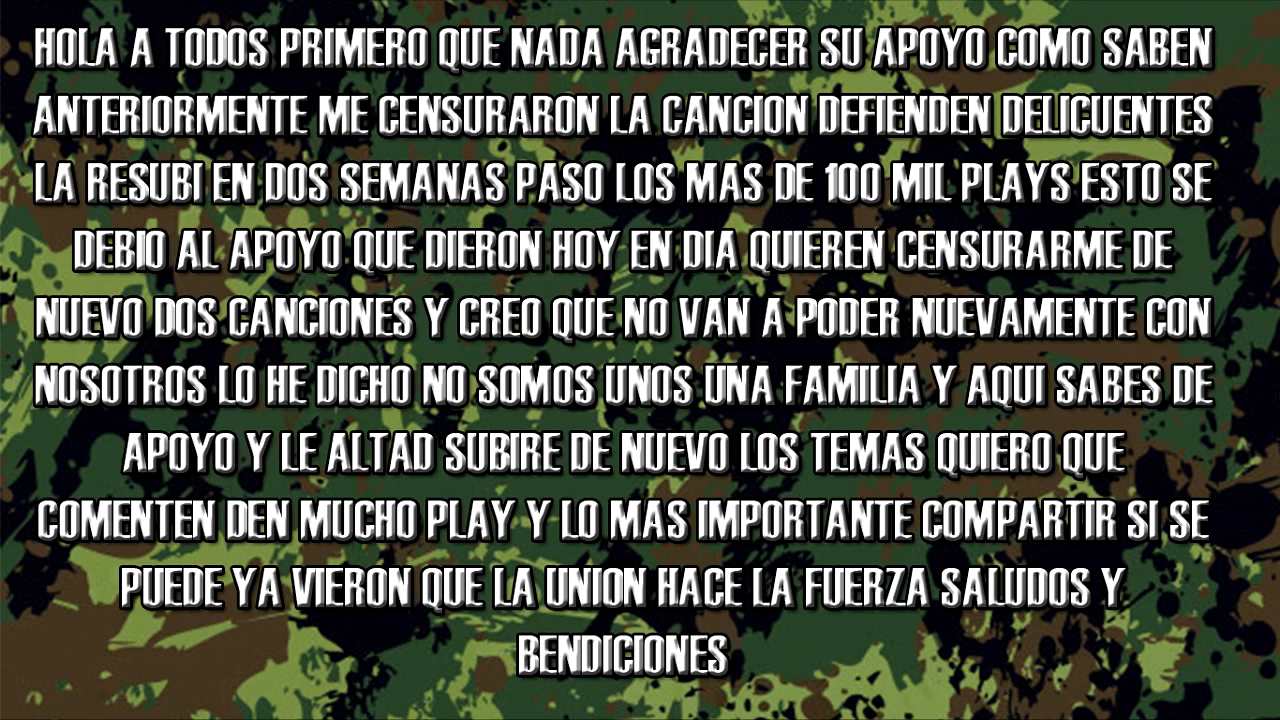 HOLA A TODOS PRIMERO QUE NADA AGRADECER SU APOYO COMO SABEN
ANTERIORMENTE ME CENSURARON LA CANCION DEFIENDEN DELICUENTES
LA RESUBI EN DOS SEMANAS PASO LOS MAS DE 100 MIL PLAYS ESTO SE
DEBIO AL APOYO QUE DIERON HOY EN DIA QUIEREN CENSURARME DE
NUEVO DOS CANCIONES Y CREO QUE NO VAN A PODER NUEVAMENTE CON
NOSOTROS LO HE DICHO NO SOMOS UNOS UNA FAMILIA Y AQUI SABES DE
APOYO Y LE ALTAD SUBIRE DE NUEVO LOS TEMAS QUIERO QUE
COMENTEN DEN MUCHO PLAY Y LO MAS IMPORTANTE COMPARTIR SI SE
PUEDE YA VIERON QUE LA UNION HACE LA FUERZA SALUDOS Y
BENDICIONES